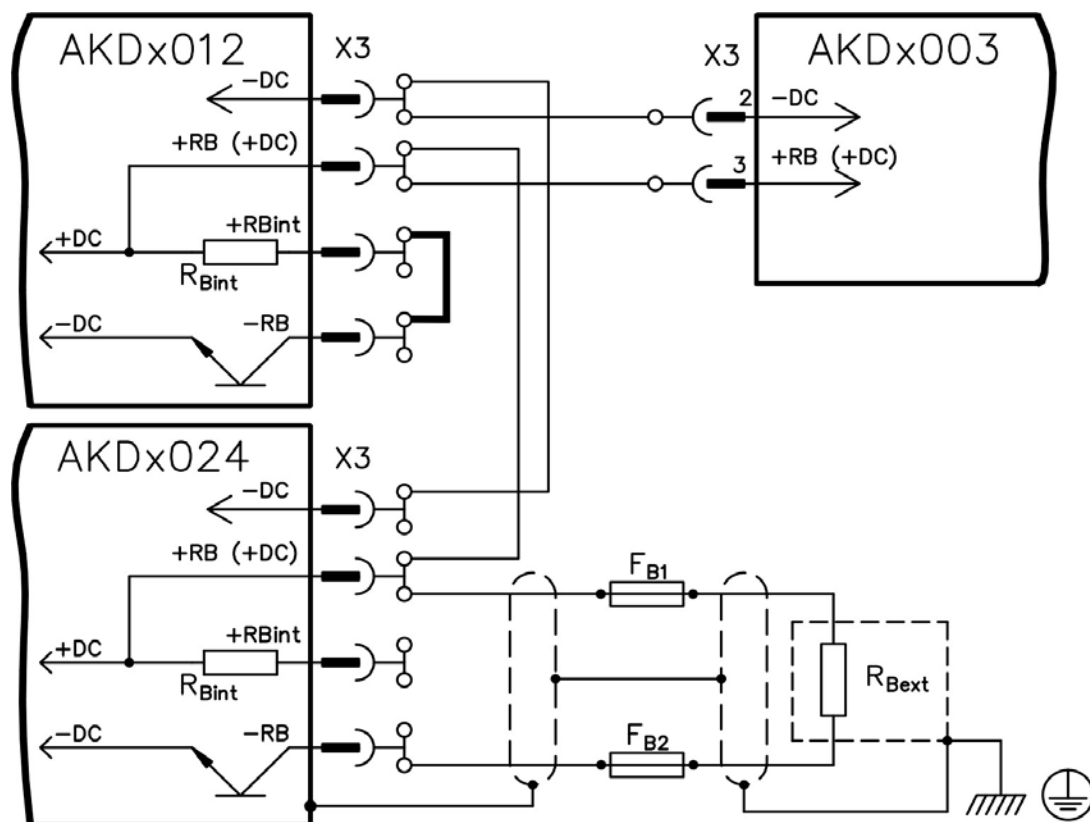 AKDx012
X3
-DC
+RB (+DC)
+DC
+RBint
RBint
-DC
-RB
AKDx003
X3
2
-DC
3
+RB (+DC)
AKDx024
X3
-DC
+RB (+DC)
+DC
+RBint
RBint
-DC
-RB
FB1
FB2
RBext